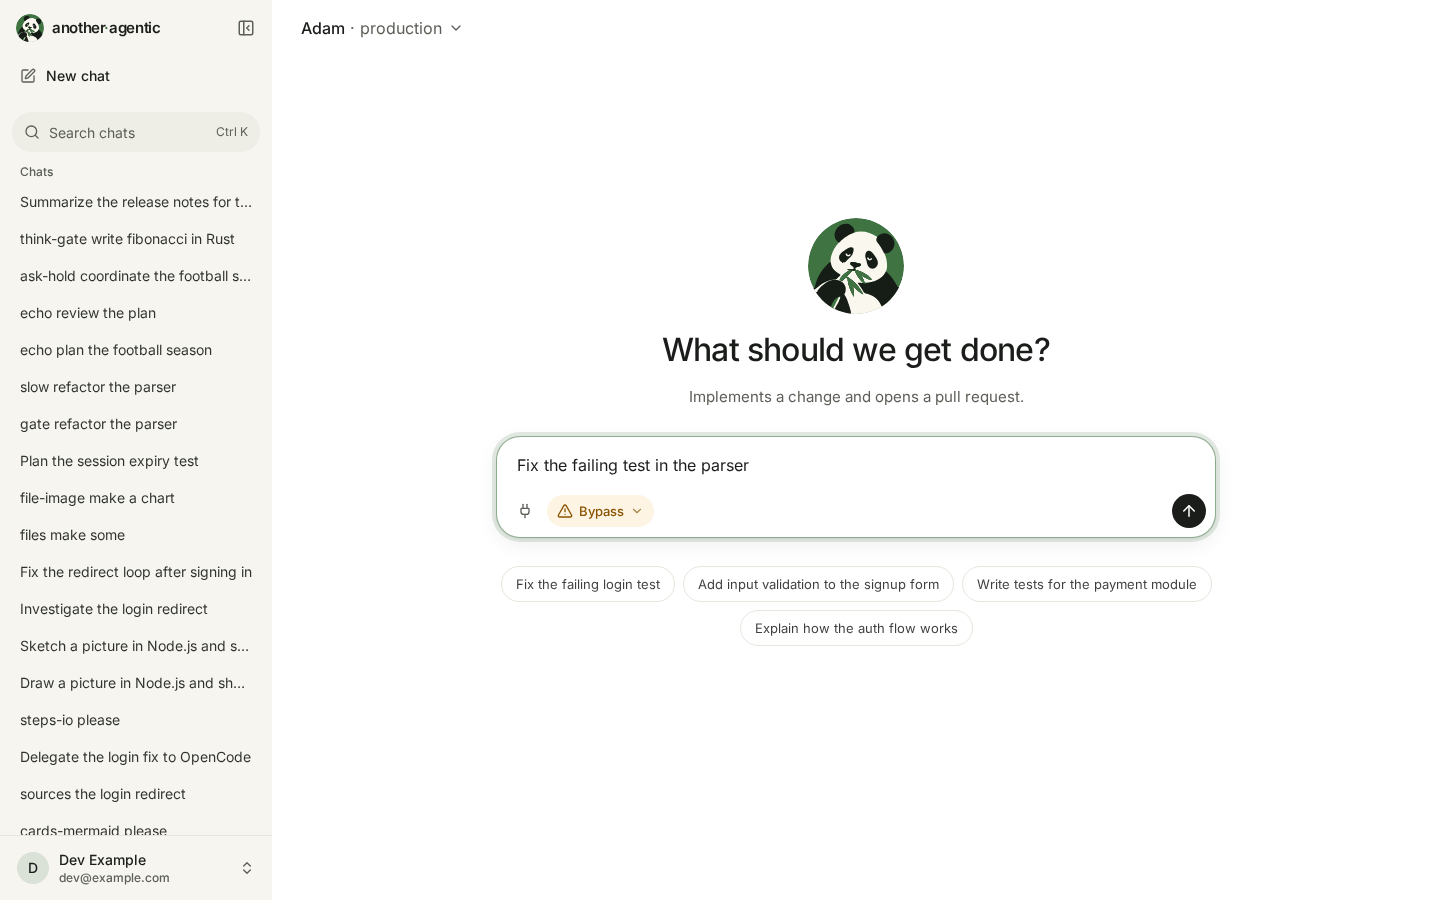 another·agentic
New chat
Search chats Ctrl K
Chats
Summarize the release notes for t...
think-gate write fibonacci in Rust
ask-hold coordinate the football s...
echo review the plan
echo plan the football season
slow refactor the parser
gate refactor the parser
Plan the session expiry test
file-image make a chart
files make some
Fix the redirect loop after signing in
Investigate the login redirect
Sketch a picture in Node.js and s...
Draw a picture in Node.js and sh...
steps-io please
Delegate the login fix to OpenCode
sources the login redirect
cards-mermaid please
D
Dev Example
dev@example.com
Adam · production
What should we get done?
Implements a change and opens a pull request.
Fix the failing test in the parser
Bypass
Fix the failing login test
Add input validation to the signup form
Write tests for the payment module
Explain how the auth flow works